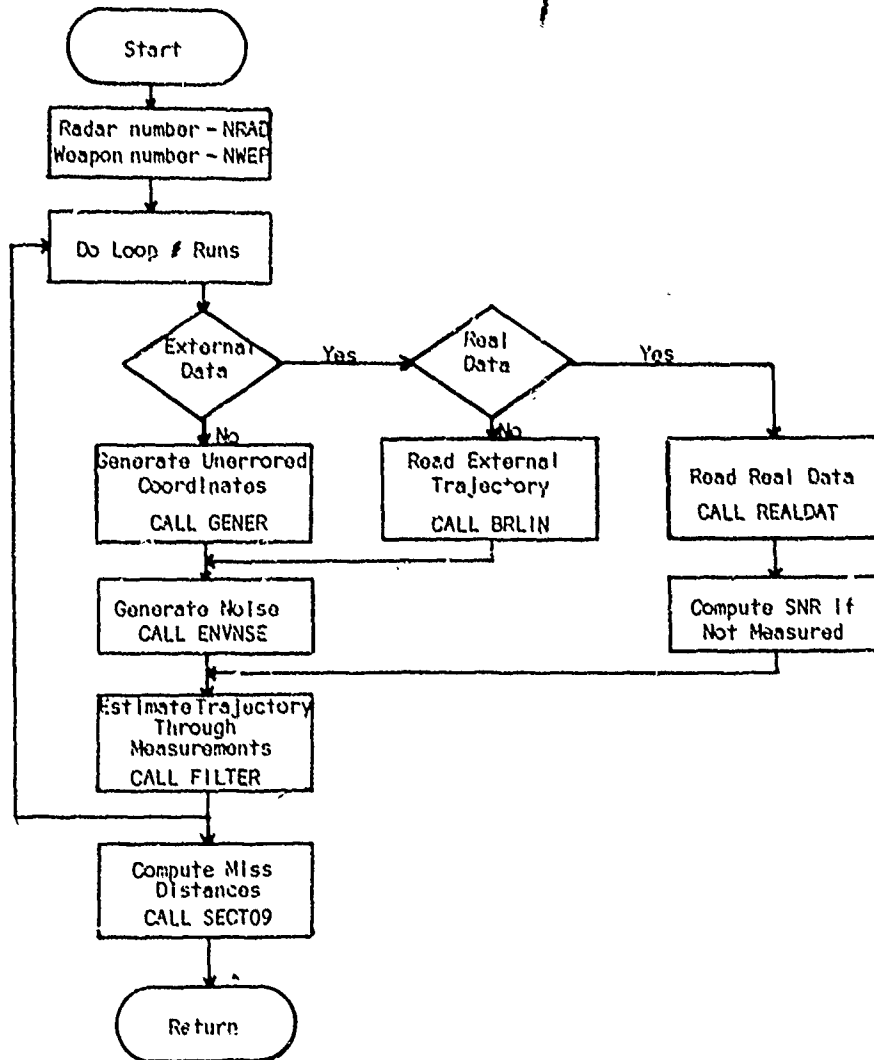 Start
Radar number - NRAD
Weapon number - NWEP
Do Loop # Runs
External
Data
Yes
Real
Data
Yes
No
No
Generate Unerrored
Coordinates
CALL GENER
Read External
Trajectory
CALL BRLIN
Read Real Data
CALL REALDAT
Generate Noise
CALL ENVNSE
Compute SNR If
Not Measured
Estimate Trajectory
Through
Measurements
CALL FILTER
Compute Miss
Distances
CALL SECT09
Return